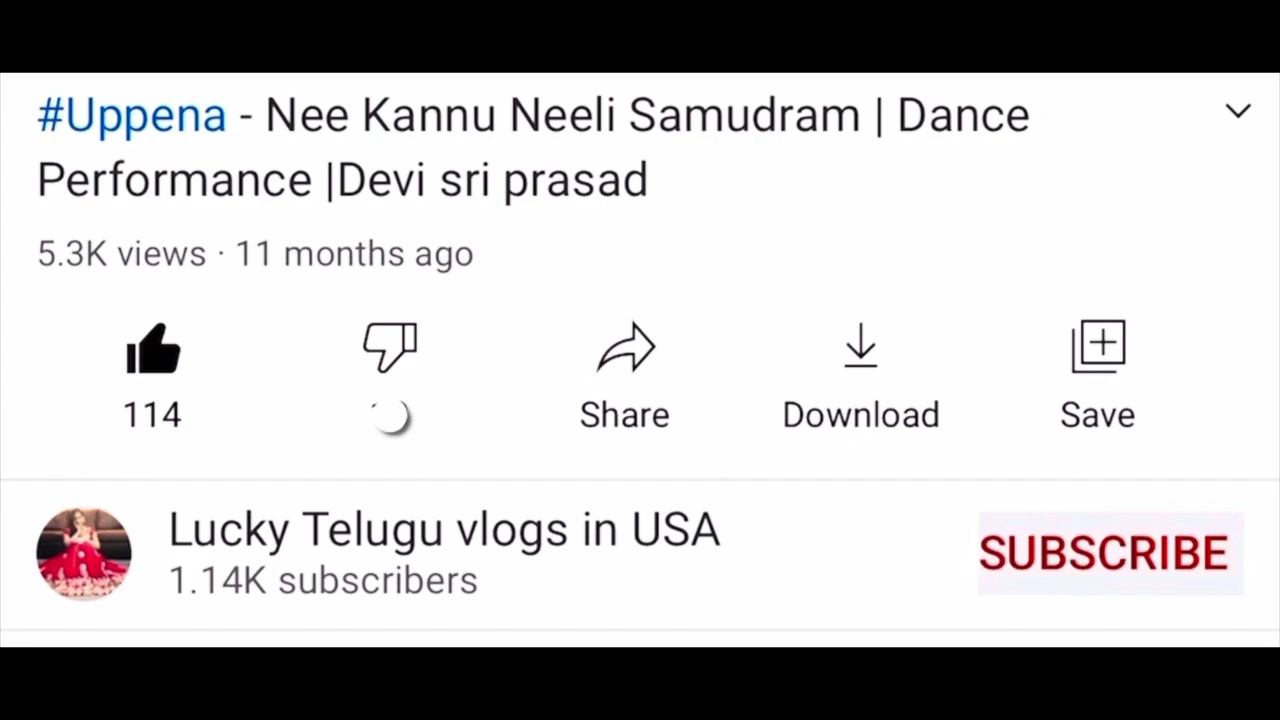 #Uppena - Nee Kannu Neeli Samudram | Dance
Performance |Devi sri prasad
5.3K views · 11 months ago
114
Share
Download
Save
Lucky Telugu vlogs in USA
1.14K subscribers
SUBSCRIBE